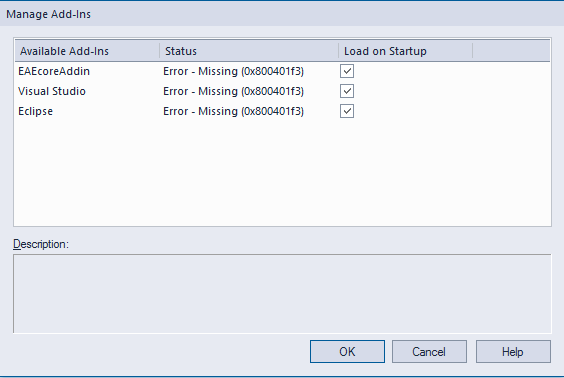 Manage Add-Ins
Available Add-Ins Status Load on Startup
EAEcoreAddin Error - Missing (0x800401f3)
Visual Studio Error - Missing (0x800401f3)
Eclipse Error - Missing (0x800401f3)
Description:
OK Cancel Help